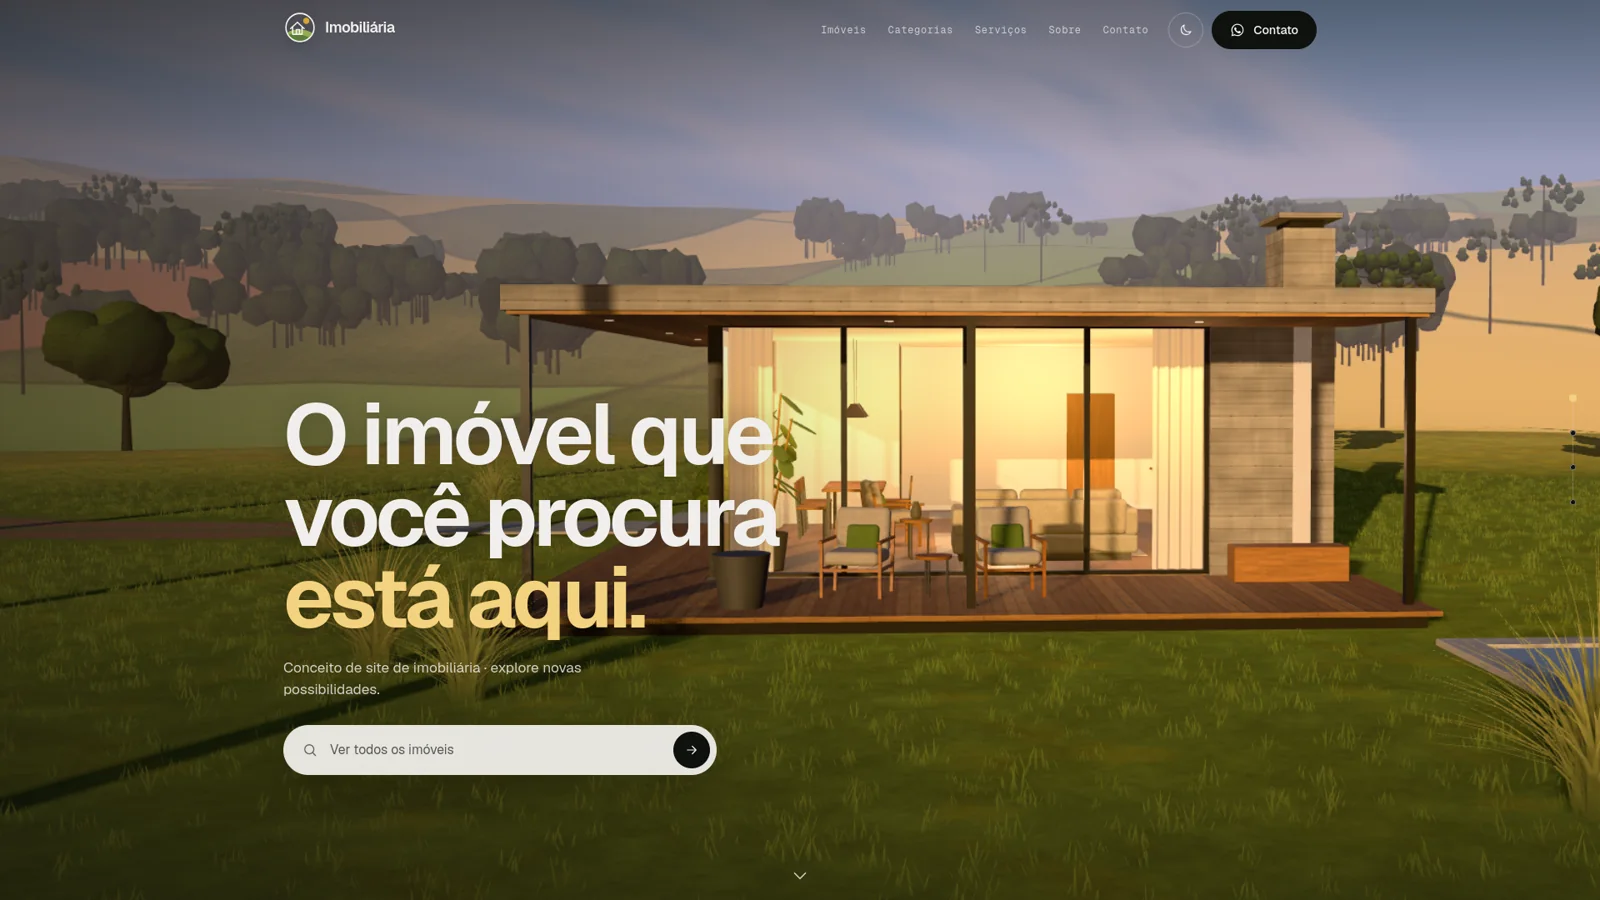 Imobiliária
Imóveis
Categorias
Serviços
Sobre
Contato
Contato
O imóvel que
você procura
está aqui.
Conceito de site de imobiliária · explore novas
possibilidades.
Ver todos os imóveis